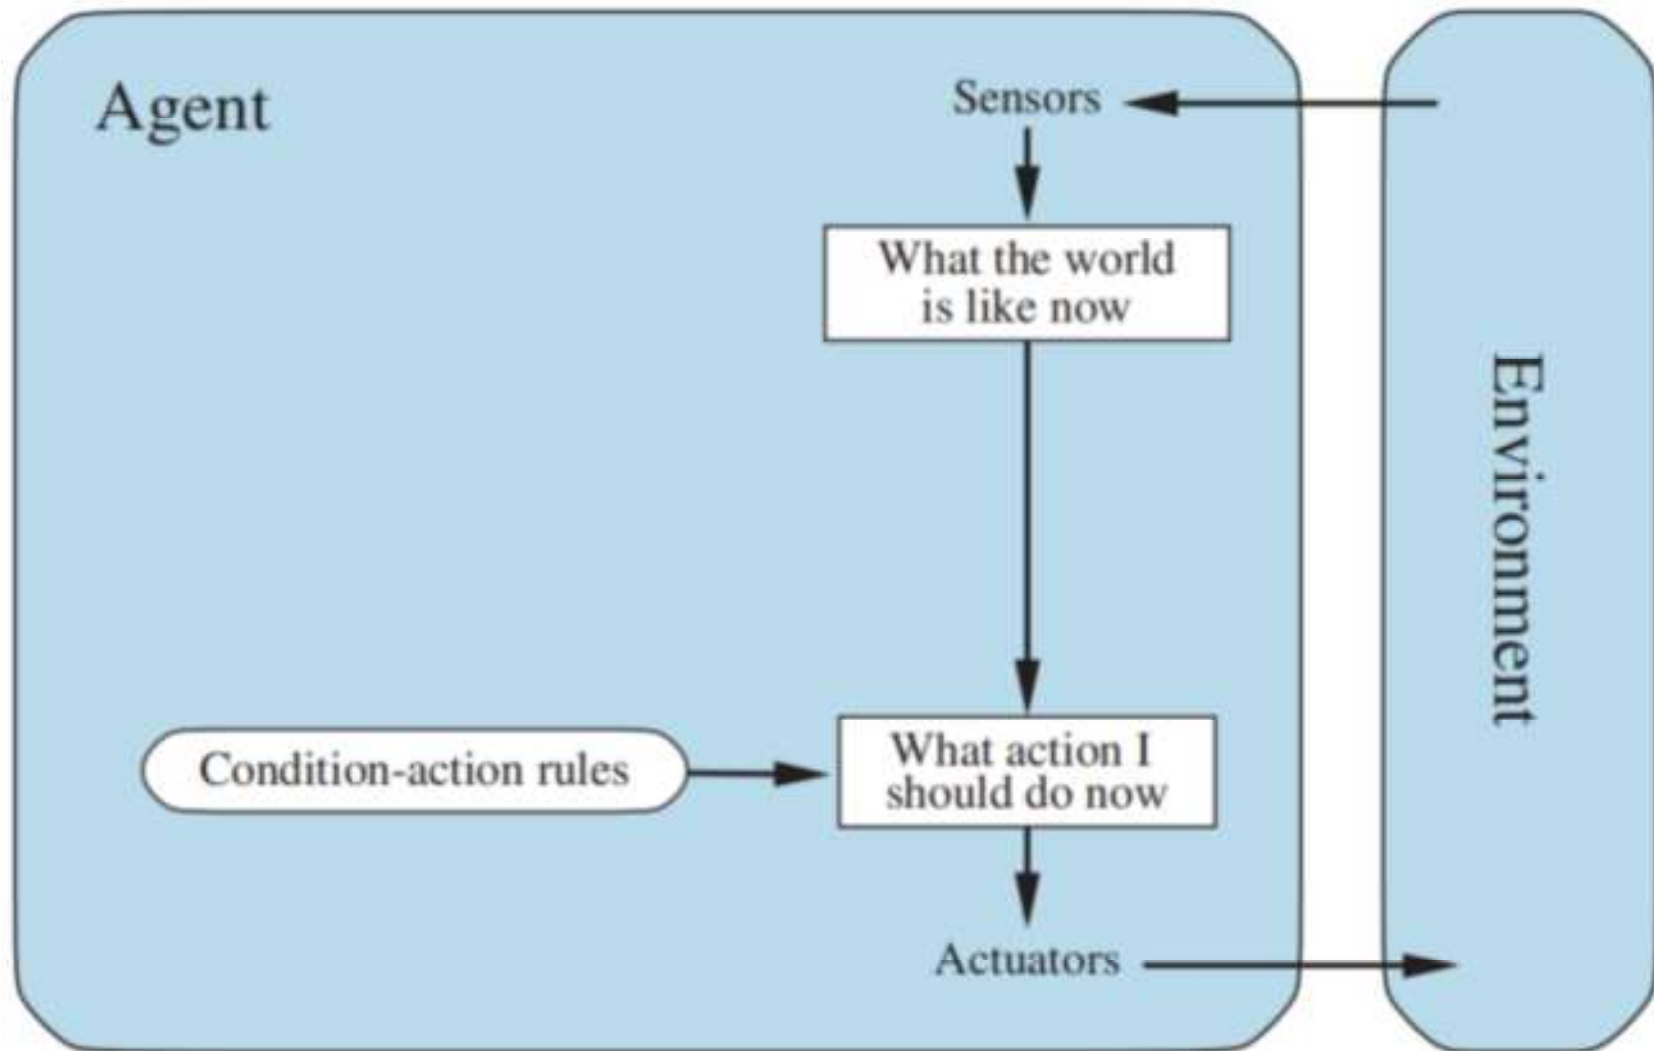 Agent
Sensors
What the world
is like now
Environment
Condition-action rules
What action I
should do now
Actuators